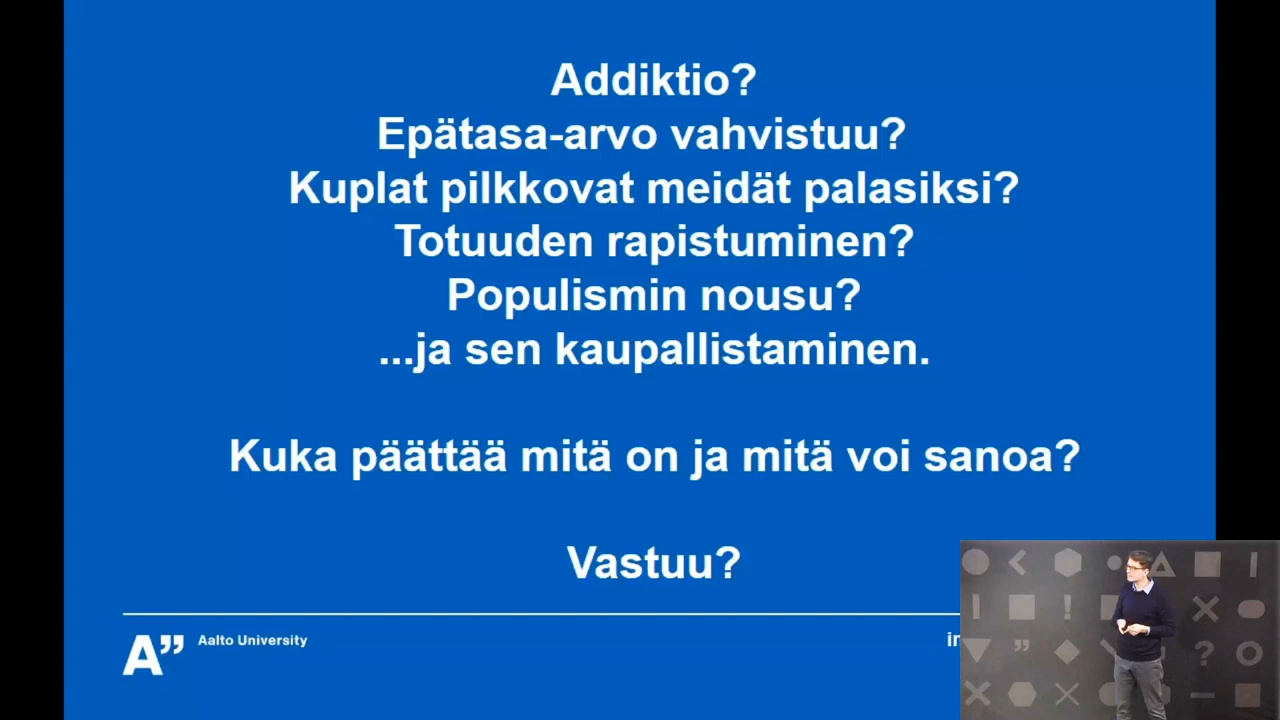 Addiktio?
Epätasa-arvo vahvistuu?
Kuplat pilkkovat meidät palasiksi?
Totuuden rapistuminen?
Populismin nousu?
...ja sen kaupallistaminen.
Kuka päättää mitä on ja mitä voi sanoa?
Vastuu?
A” Aalto University